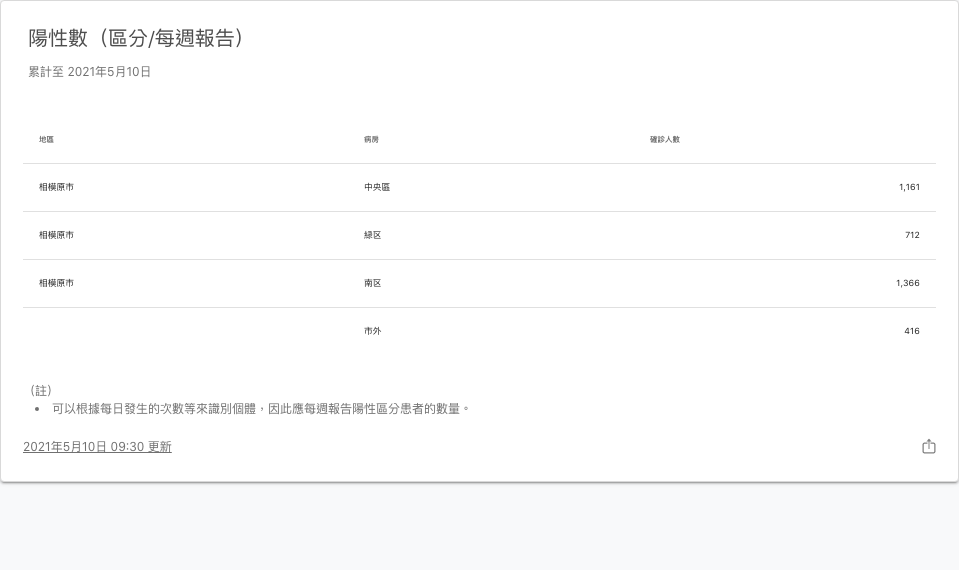 陽性數（區分/每週報告）
累計至 2021年5月10日
地區 病房 確診人數
相模原市 中央區 1,161
相模原市 緑区 712
相模原市 南区 1,366
市外 416
（註）
• 可以根據每日發生的次數等來識別個體，因此應每週報告陽性區分患者的數量。
2021年5月10日 09:30 更新